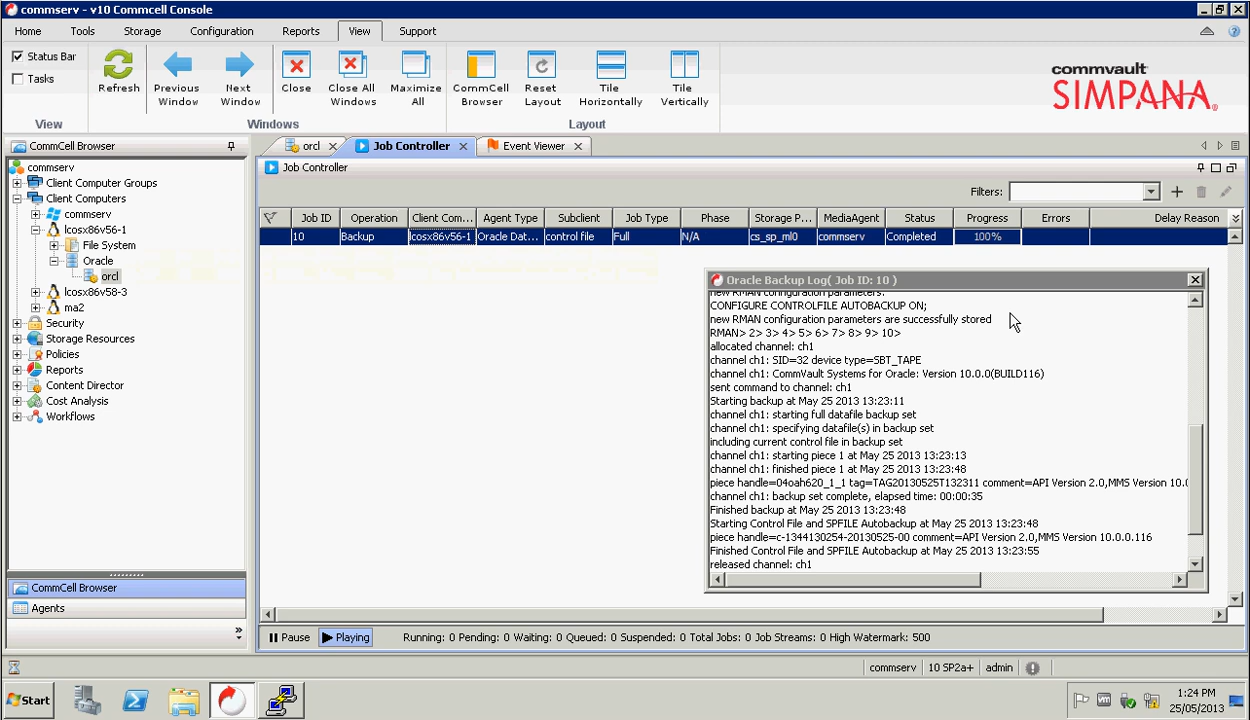 commserv - v10 Commcell Console
Home Tools Storage Configuration Reports View Support
Status Bar
Tasks
Refresh
Previous Window
Next Window
Close
Close All Windows
Maximize All
CommCell Browser
Reset Layout
Tile Horizontally
Tile Vertically
View Windows Layout
commvault
SIMPANA
CommCell Browser
commserv
Client Computer Groups
Client Computers
commserv
lcosx86v56-1
File System
Oracle
orcl
lcosx86v58-3
ma2
Security
Storage Resources
Policies
Reports
Content Director
Cost Analysis
Workflows
CommCell Browser
Agents
orcl Job Controller Event Viewer
Job Controller
Filters:
Job ID Operation Client Com... Agent Type Subclient Job Type Phase Storage P... MediaAgent Status Progress Errors Delay Reason
10 Backup lcosx86v56-1 Oracle Dat... control file Full N/A cs_sp_ml0 commserv Completed 100%
Oracle Backup Log( Job ID: 10 )
new RMAN configuration parameters:
CONFIGURE CONTROLFILE AUTOBACKUP ON;
new RMAN configuration parameters are successfully stored
RMAN> 2> 3> 4> 5> 6> 7> 8> 9> 10>
allocated channel: ch1
channel ch1: SID=32 device type=SBT_TAPE
channel ch1: CommVault Systems for Oracle: Version 10.0.0(BUILD116)
sent command to channel: ch1
Starting backup at May 25 2013 13:23:11
channel ch1: starting full datafile backup set
channel ch1: specifying datafile(s) in backup set
including current control file in backup set
channel ch1: starting piece 1 at May 25 2013 13:23:13
channel ch1: finished piece 1 at May 25 2013 13:23:48
piece handle=04oah620_1_1 tag=TAG20130525T132311 comment=API Version 2.0,MMS Version 10.0
channel ch1: backup set complete, elapsed time: 00:00:35
Finished backup at May 25 2013 13:23:48
Starting Control File and SPFILE Autobackup at May 25 2013 13:23:48
piece handle=c-1344130254-20130525-00 comment=API Version 2.0,MMS Version 10.0.0.116
Finished Control File and SPFILE Autobackup at May 25 2013 13:23:55
released channel: ch1
Pause Playing Running: 0 Pending: 0 Waiting: 0 Queued: 0 Suspended: 0 Total Jobs: 0 Job Streams: 0 High Watermark: 500
commserv 10 SP2a+ admin
Start
1:24 PM
25/05/2013